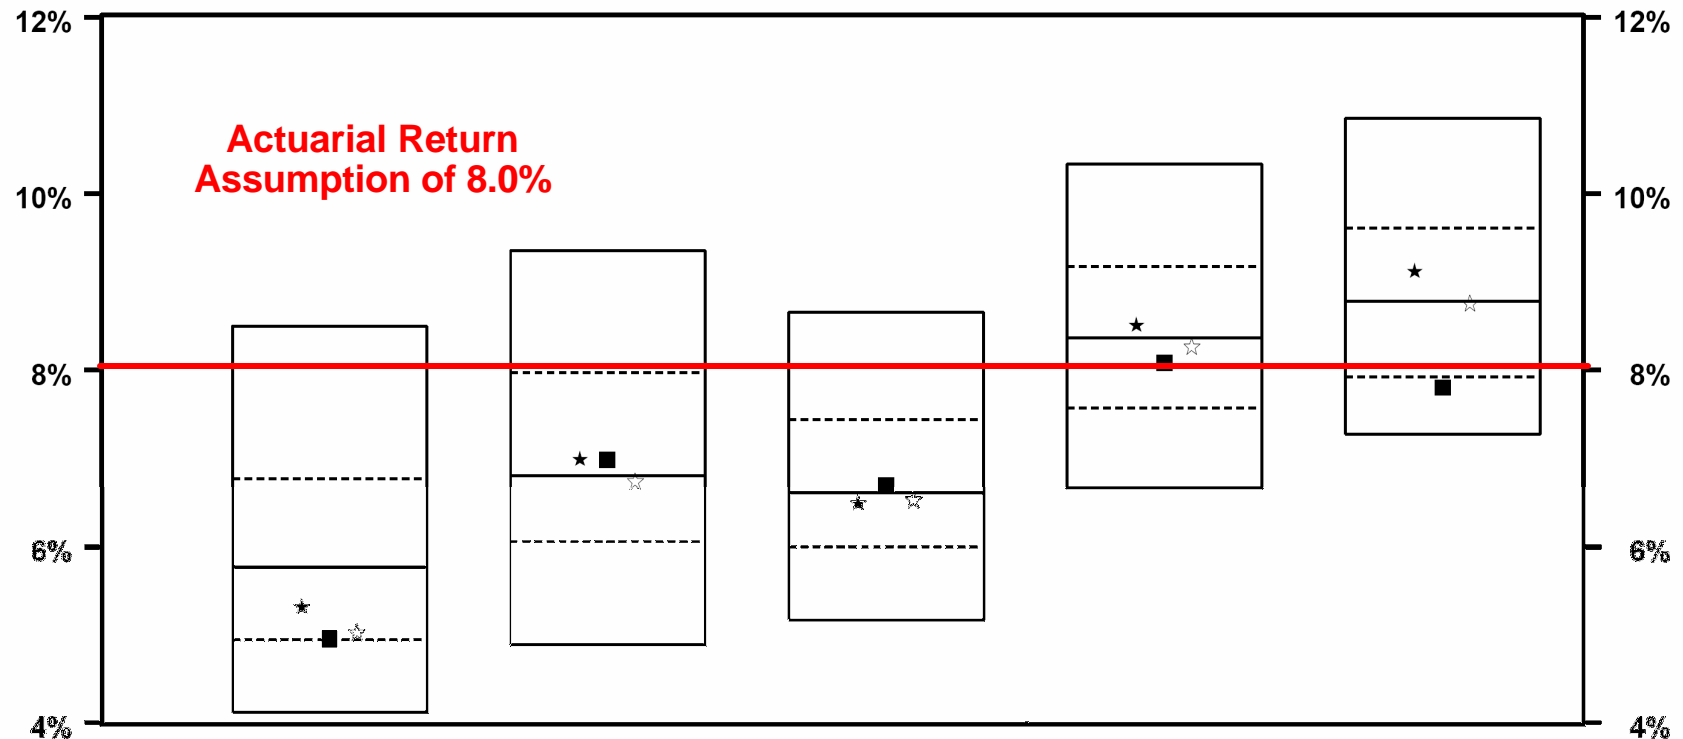 12% 12%
Actuarial Return
Assumption of 8.0%
10% 10%
8% 8%
6% 6%
4% 4%